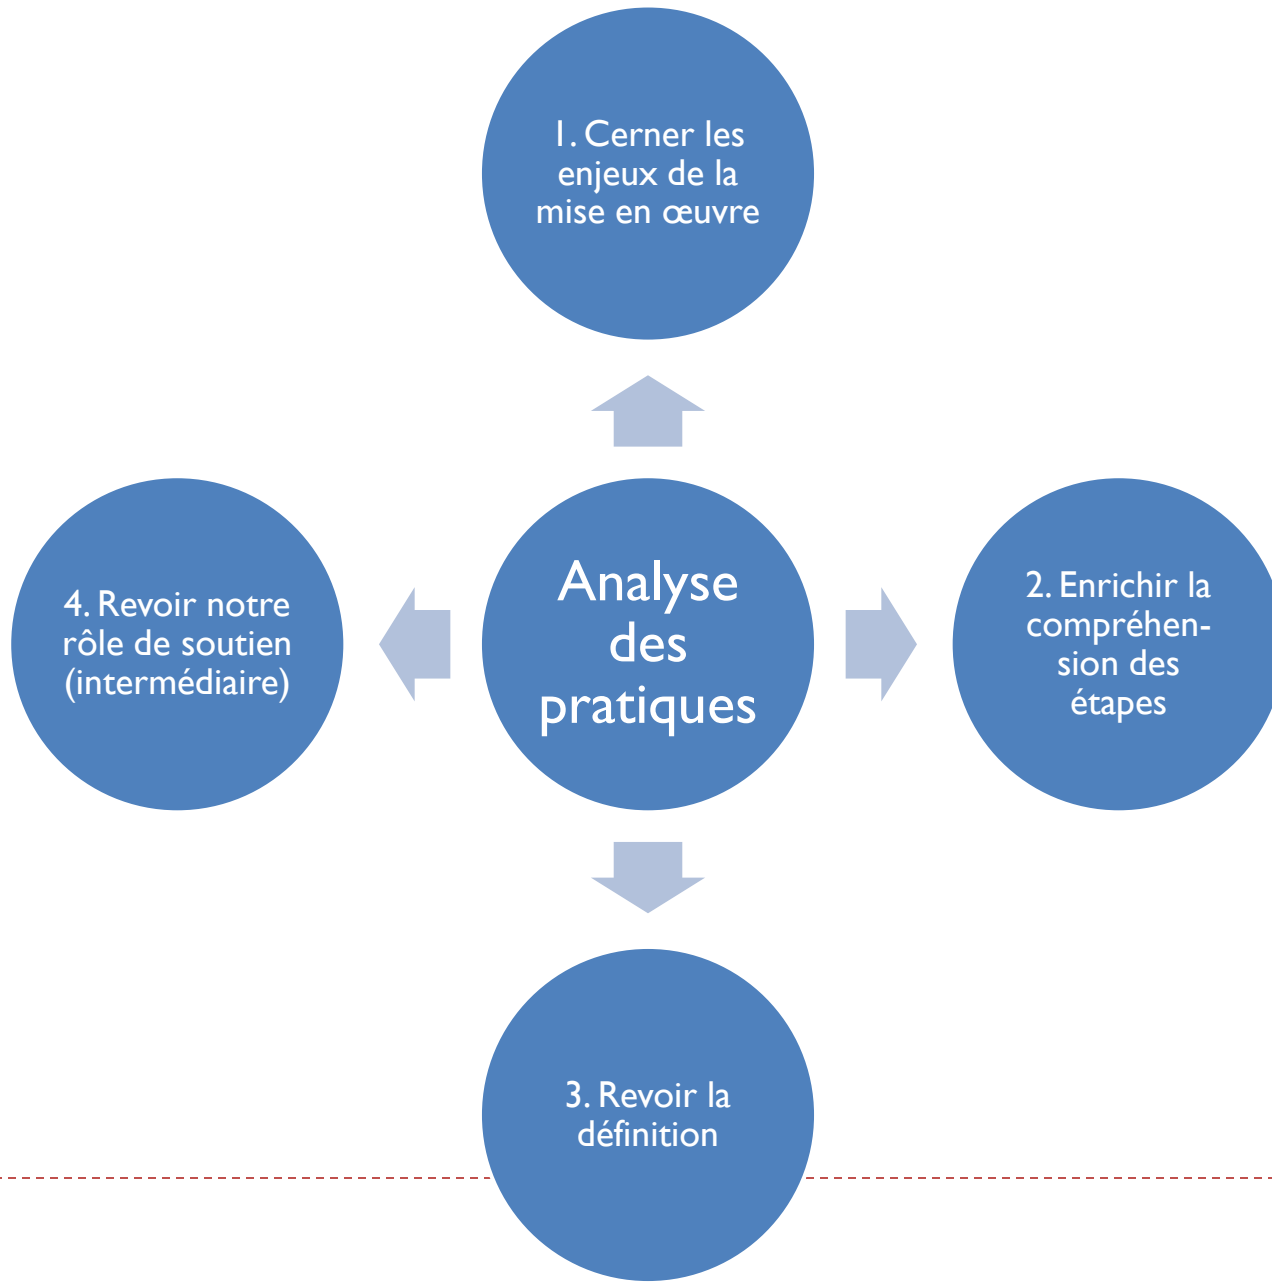 1. Cerner les
enjeux de la
mise en œuvre
Analyse
des
pratiques
2. Enrichir la
compréhen-
sion des
étapes
3. Revoir la
définition
4. Revoir notre
rôle de soutien
(intermédiaire)